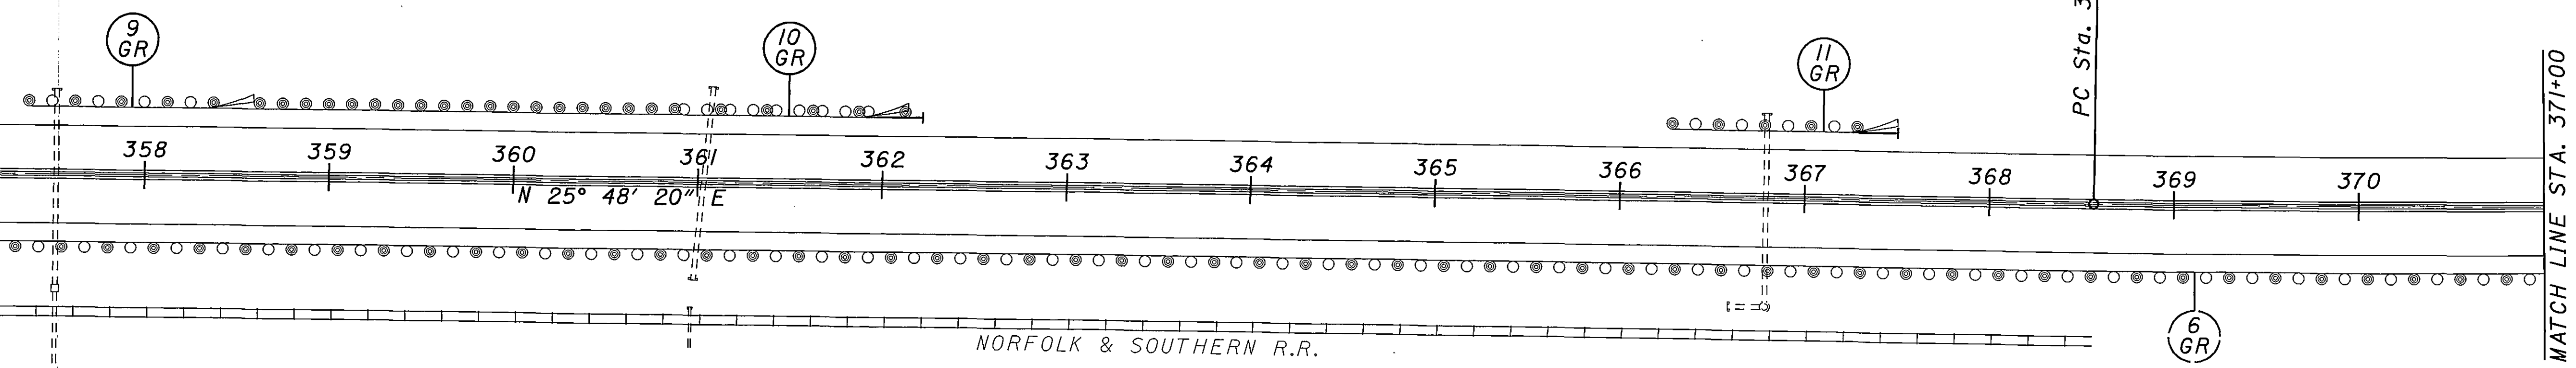 9
GR
10
GR
11
GR
PC Sta. 3
358 359 360 361 362 363 364 365 366 367 368 369 370
N 25° 48' 20" E
MATCH LINE STA. 371+00
NORFOLK & SOUTHERN R.R.
6
GR